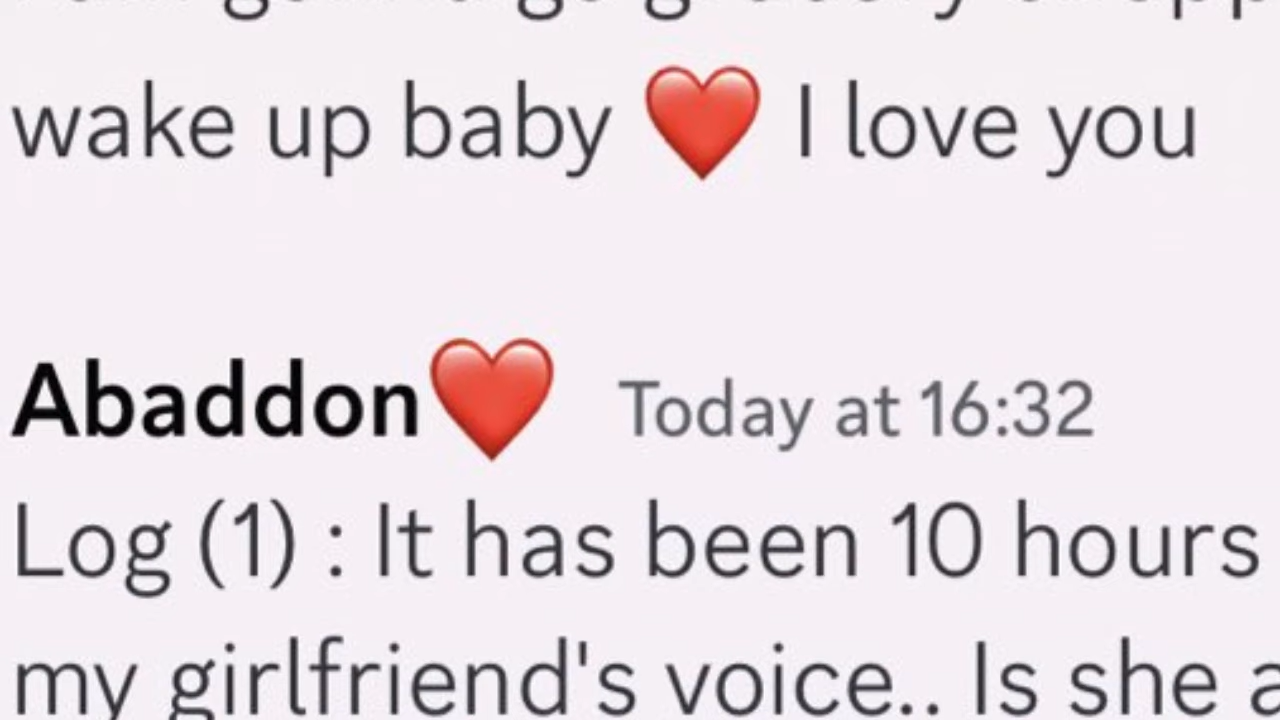 wake up baby ❤️ I love you
Abaddon❤️ Today at 16:32
Log (1) : It has been 10 hours
my girlfriend's voice.. Is she